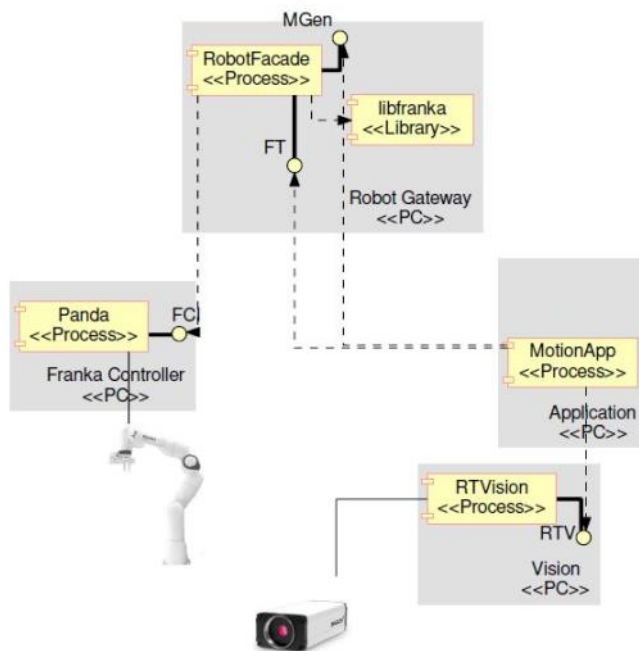 MGen
RobotFacade
<<Process>>
libfranka
<<Library>>
FT
Robot Gateway
<<PC>>
Panda
<<Process>>
FCI
Franka Controller
<<PC>>
MotionApp
<<Process>>
Application
<<PC>>
RTVision
<<Process>>
RTV
Vision
<<PC>>